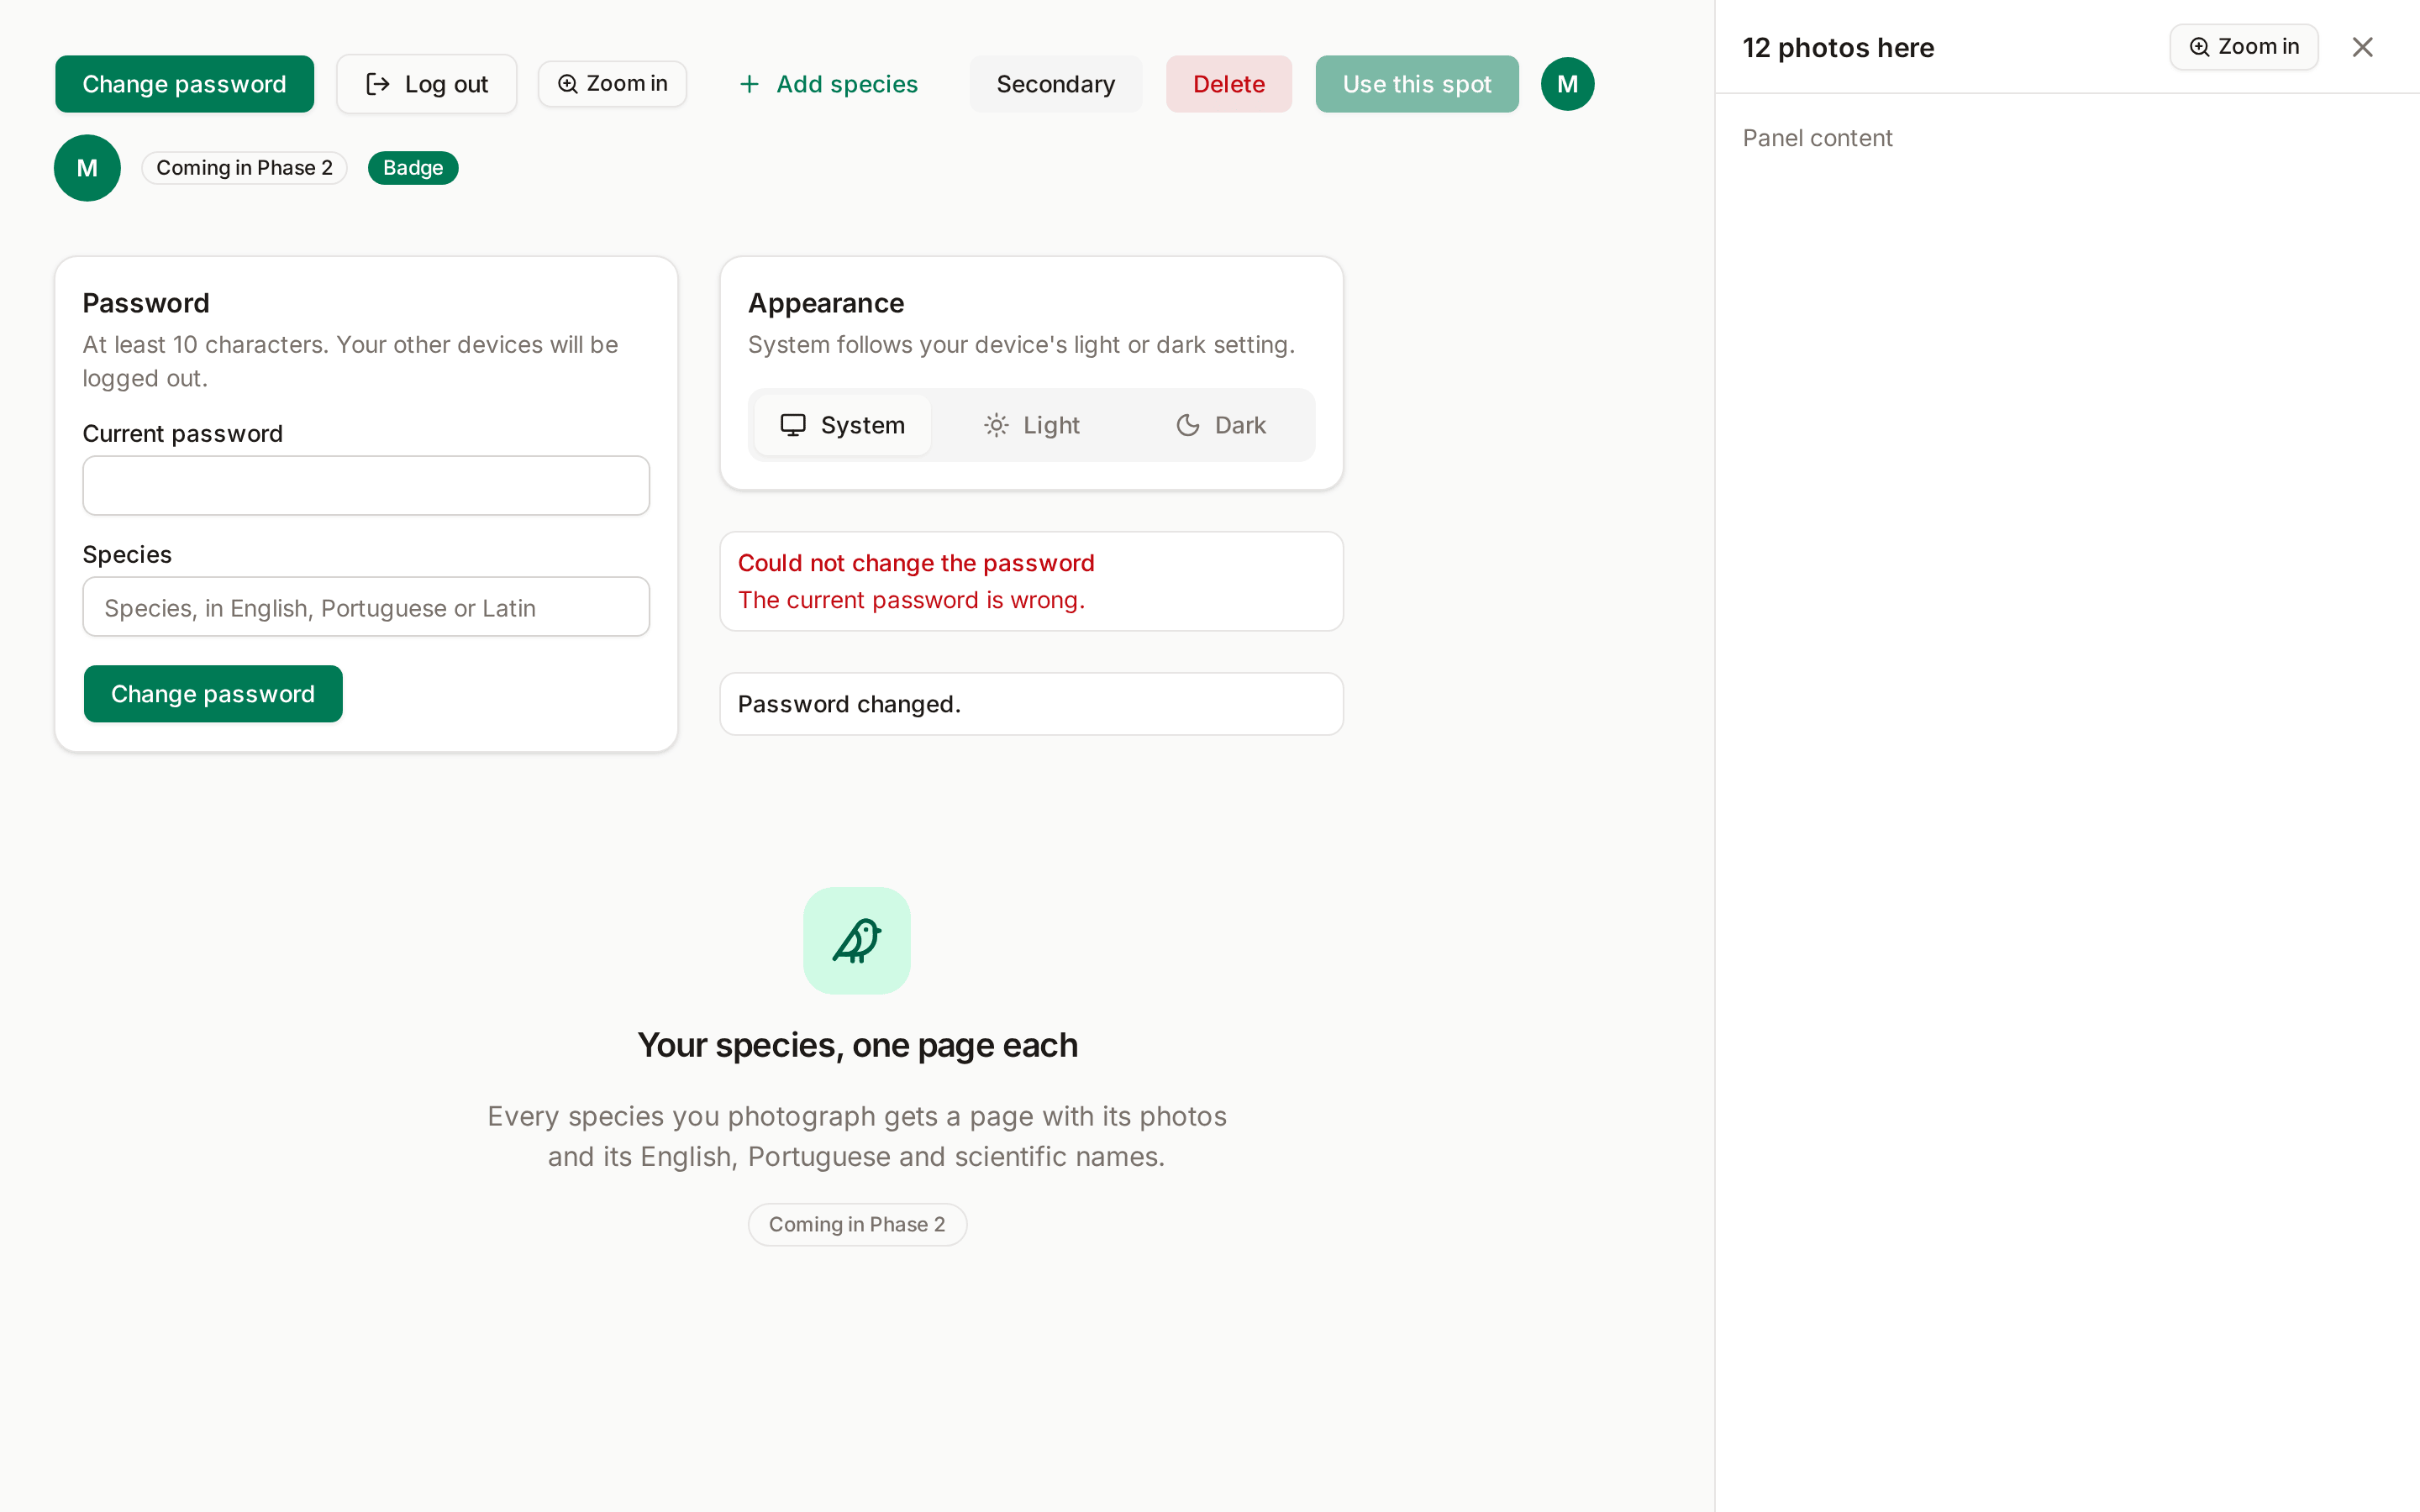 Change password
Log out
Zoom in
Add species
Secondary
Delete
Use this spot
M
M
Coming in Phase 2
Badge
Password
At least 10 characters. Your other devices will be
logged out.
Current password
Species
Species, in English, Portuguese or Latin
Change password
Appearance
System follows your device's light or dark setting.
System
Light
Dark
Could not change the password
The current password is wrong.
Password changed.
Your species, one page each
Every species you photograph gets a page with its photos
and its English, Portuguese and scientific names.
Coming in Phase 2
12 photos here
Zoom in
Panel content